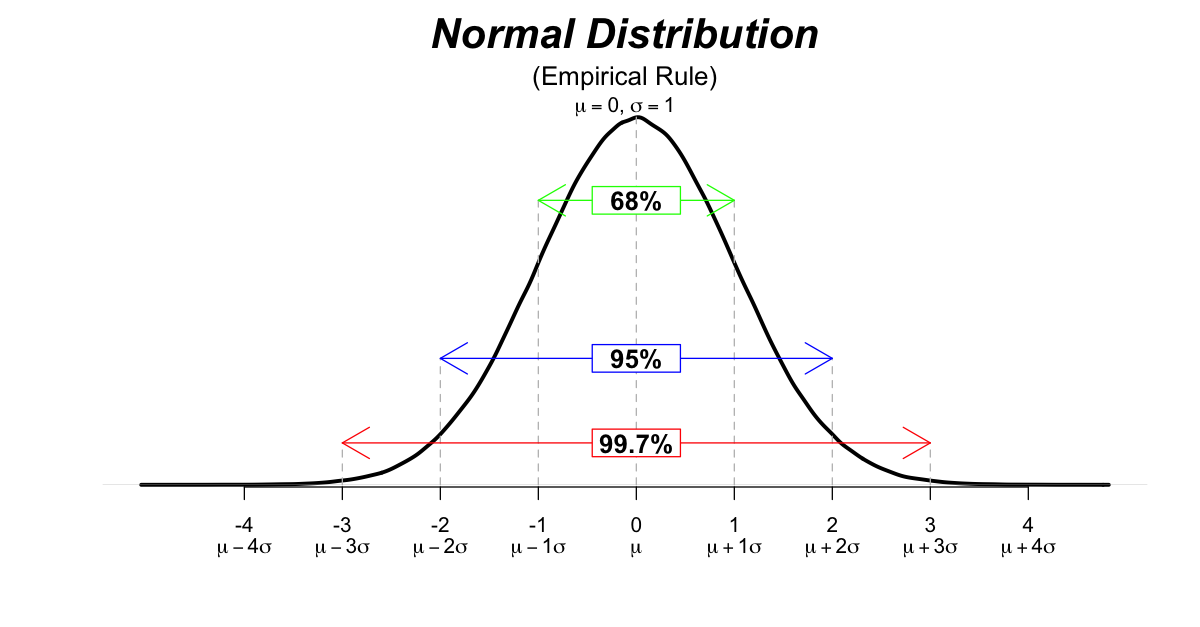 Normal Distribution
(Empirical Rule)
μ = 0, σ = 1
68%
95%
99.7%
-4 -3 -2 -1 0 1 2 3 4
μ − 4σ μ − 3σ μ − 2σ μ − 1σ μ μ + 1σ μ + 2σ μ + 3σ μ + 4σ